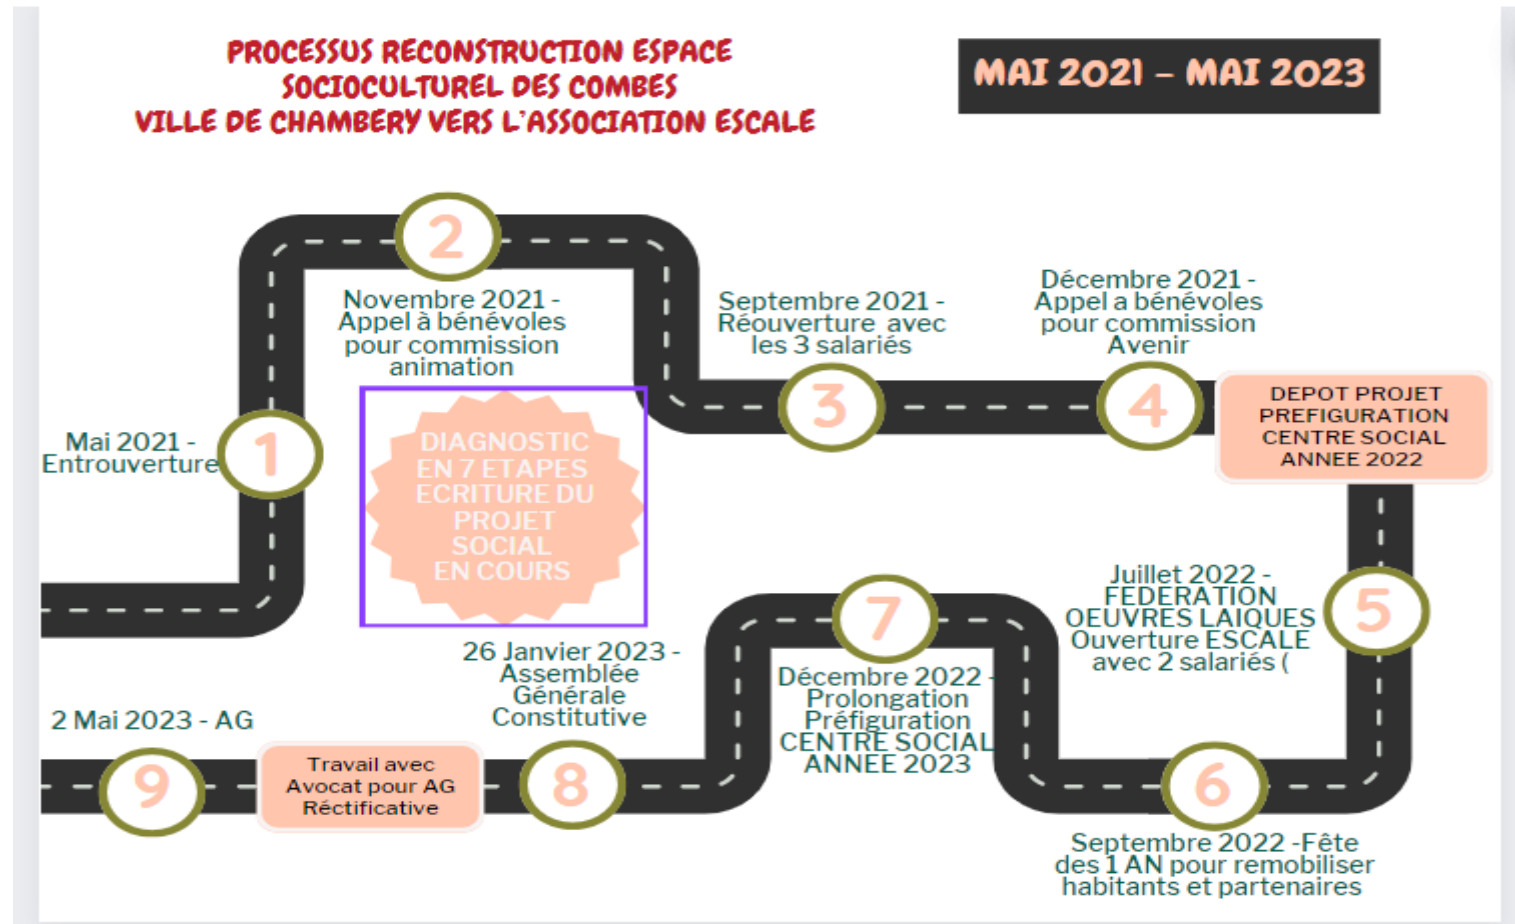 PROCESSUS RECONSTRUCTION ESPACE
SOCIOCULTUREL DES COMBES
VILLE DE CHAMBERY VERS L'ASSOCIATION ESCALE
MAI 2021 – MAI 2023
1
Mai 2021 -
Entrouverture
2
Novembre 2021 -
Appel à bénévoles
pour commission
animation
Septembre 2021 -
Réouverture avec
les 3 salariés
3
Décembre 2021 -
Appel a bénévoles
pour commission
Avenir
4
DEPOT PROJET
PREFIGURATION
CENTRE SOCIAL
ANNEE 2022
DIAGNOSTIC
EN 7 ETAPES
ECRITURE DU
PROJET
SOCIAL
EN COURS
Juillet 2022 -
FEDERATION
OEUVRES LAIQUES
Ouverture ESCALE
avec 2 salariés (
5
6
Septembre 2022 -Fête
des 1 AN pour remobiliser
habitants et partenaires
7
Décembre 2022 -
Prolongation
Préfiguration
CENTRE SOCIAL
ANNEE 2023
26 Janvier 2023 -
Assemblée
Générale
Constitutive
8
Travail avec
Avocat pour AG
Réctificative
2 Mai 2023 - AG
9